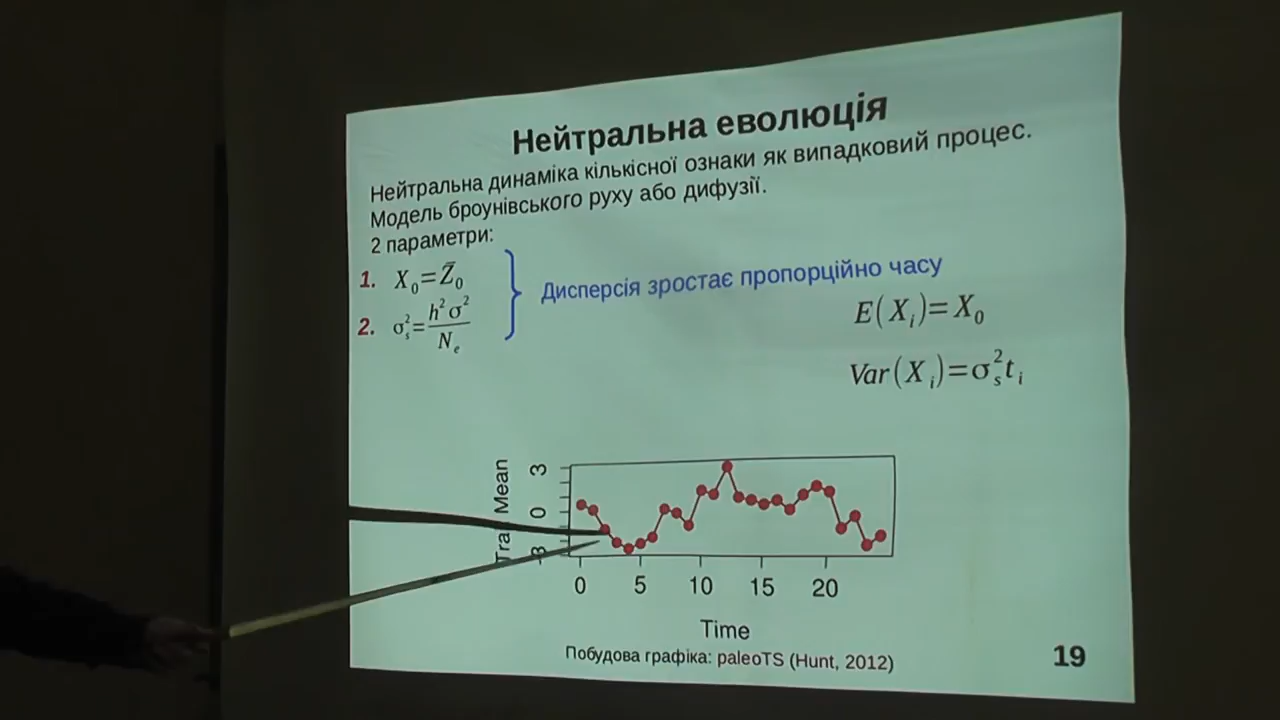 Нейтральна еволюція
Нейтральна динаміка кількісної ознаки як випадковий процес.
Модель броунівського руху або дифузії.
2 параметри:
1. X₀=Z̄₀
2. σₛ²=h²σ²/Nₑ
Дисперсія зростає пропорційно часу
E(Xᵢ)=X₀
Var(Xᵢ)=σₛ²tᵢ
Mean
3
0
0 5 10 15 20
Time
Побудова графіка: paleoTS (Hunt, 2012)
19